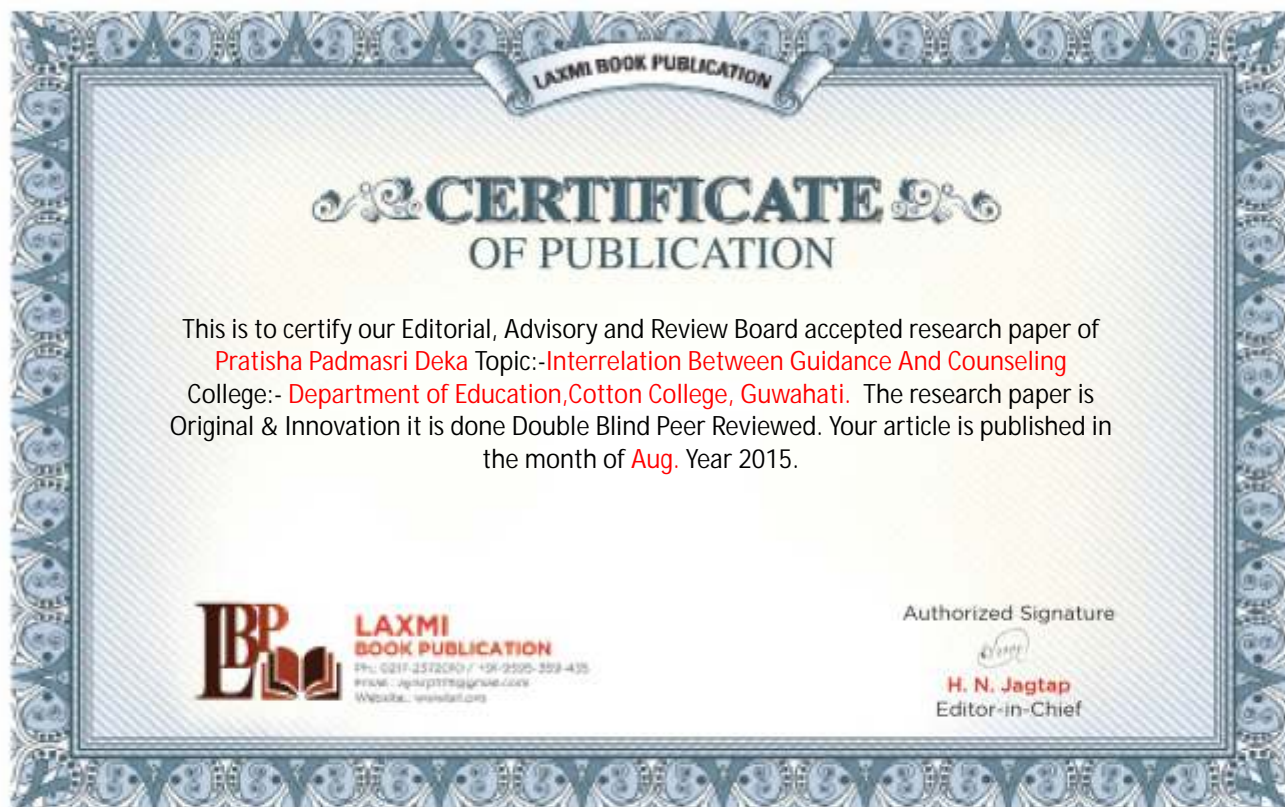 LAXMI BOOK PUBLICATION
CERTIFICATE
OF PUBLICATION
This is to certify our Editorial, Advisory and Review Board accepted research paper of
Pratisha Padmasri Deka Topic:-Interrelation Between Guidance And Counseling
College:- Department of Education,Cotton College, Guwahati. The research paper is
Original & Innovation it is done Double Blind Peer Reviewed. Your article is published in
the month of Aug. Year 2015.
LBP
LAXMI
BOOK PUBLICATION
Authorized Signature
H. N. Jagtap
Editor-in-Chief